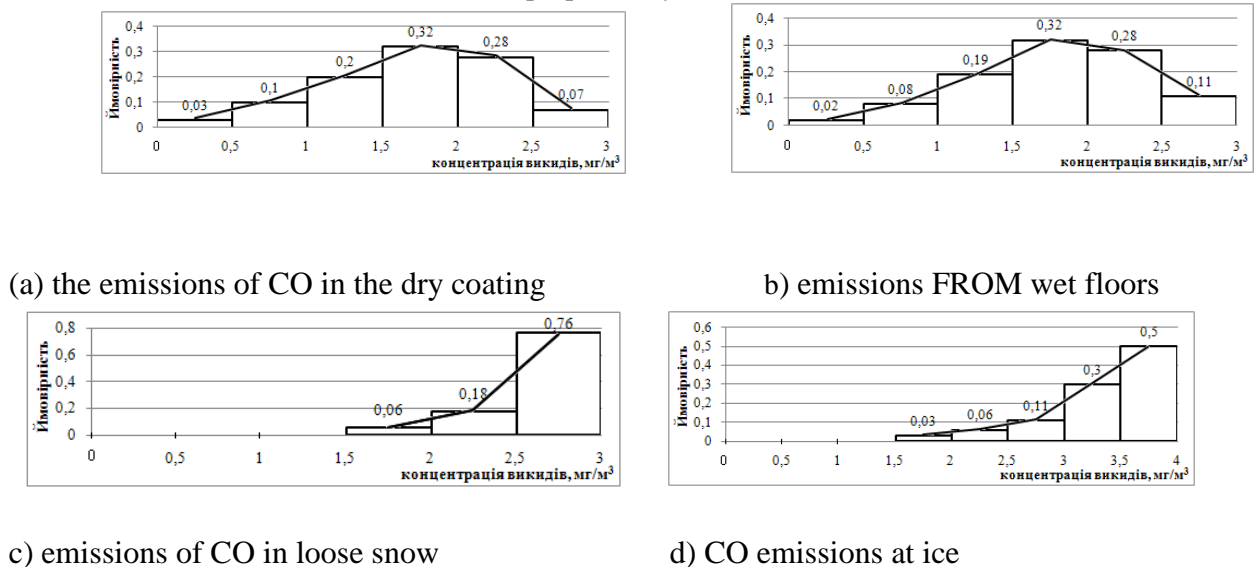 0,4
0,3
0,2
0,1
0
Ймовірність
0,03
0,1
0,2
0,32
0,28
0,07
0 0,5 1 1,5 2 2,5 3
концентрація викидів, мг/м³
0,4
0,3
0,2
0,1
0
Ймовірність
0,02
0,08
0,19
0,32
0,28
0,11
0 0,5 1 1,5 2 2,5 3
концентрація викидів, мг/м³
(a) the emissions of CO in the dry coating
b) emissions FROM wet floors
0,8
0,6
0,4
0,2
0
Ймовірність
0,06
0,18
0,76
0 0,5 1 1,5 2 2,5 3
концентрація викидів, мг/м³
0,6
0,5
0,4
0,3
0,2
0,1
0
Ймовірність
0,03
0,06
0,11
0,3
0,5
0 0,5 1 1,5 2 2,5 3 3,5 4
концентрація викидів, мг/м³
c) emissions of CO in loose snow
d) CO emissions at ice